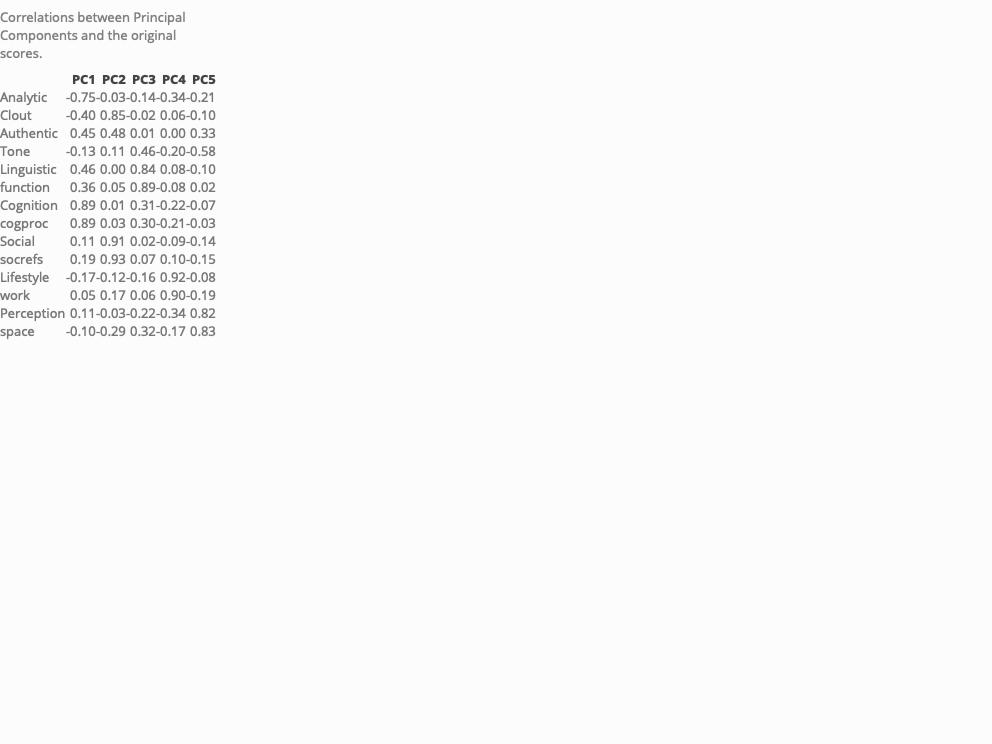 Correlations between Principal
Components and the original
scores.
PC1 PC2 PC3 PC4 PC5
Analytic -0.75-0.03-0.14-0.34-0.21
Clout -0.40 0.85-0.02 0.06-0.10
Authentic 0.45 0.48 0.01 0.00 0.33
Tone -0.13 0.11 0.46-0.20-0.58
Linguistic 0.46 0.00 0.84 0.08-0.10
function 0.36 0.05 0.89-0.08 0.02
Cognition 0.89 0.01 0.31-0.22-0.07
cogproc 0.89 0.03 0.30-0.21-0.03
Social 0.11 0.91 0.02-0.09-0.14
socrefs 0.19 0.93 0.07 0.10-0.15
Lifestyle -0.17-0.12-0.16 0.92-0.08
work 0.05 0.17 0.06 0.90-0.19
Perception 0.11-0.03-0.22-0.34 0.82
space -0.10-0.29 0.32-0.17 0.83